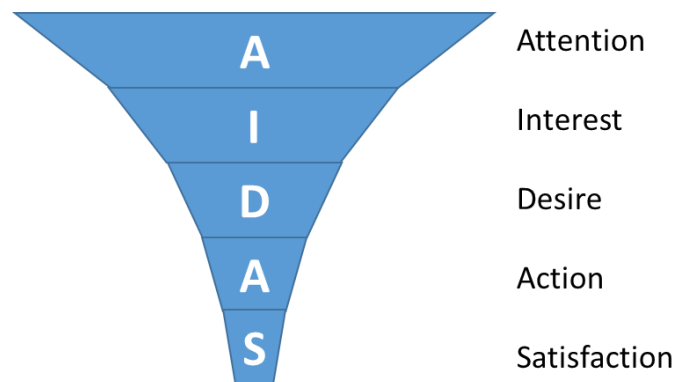 A Attention
I Interest
D Desire
A Action
S Satisfaction